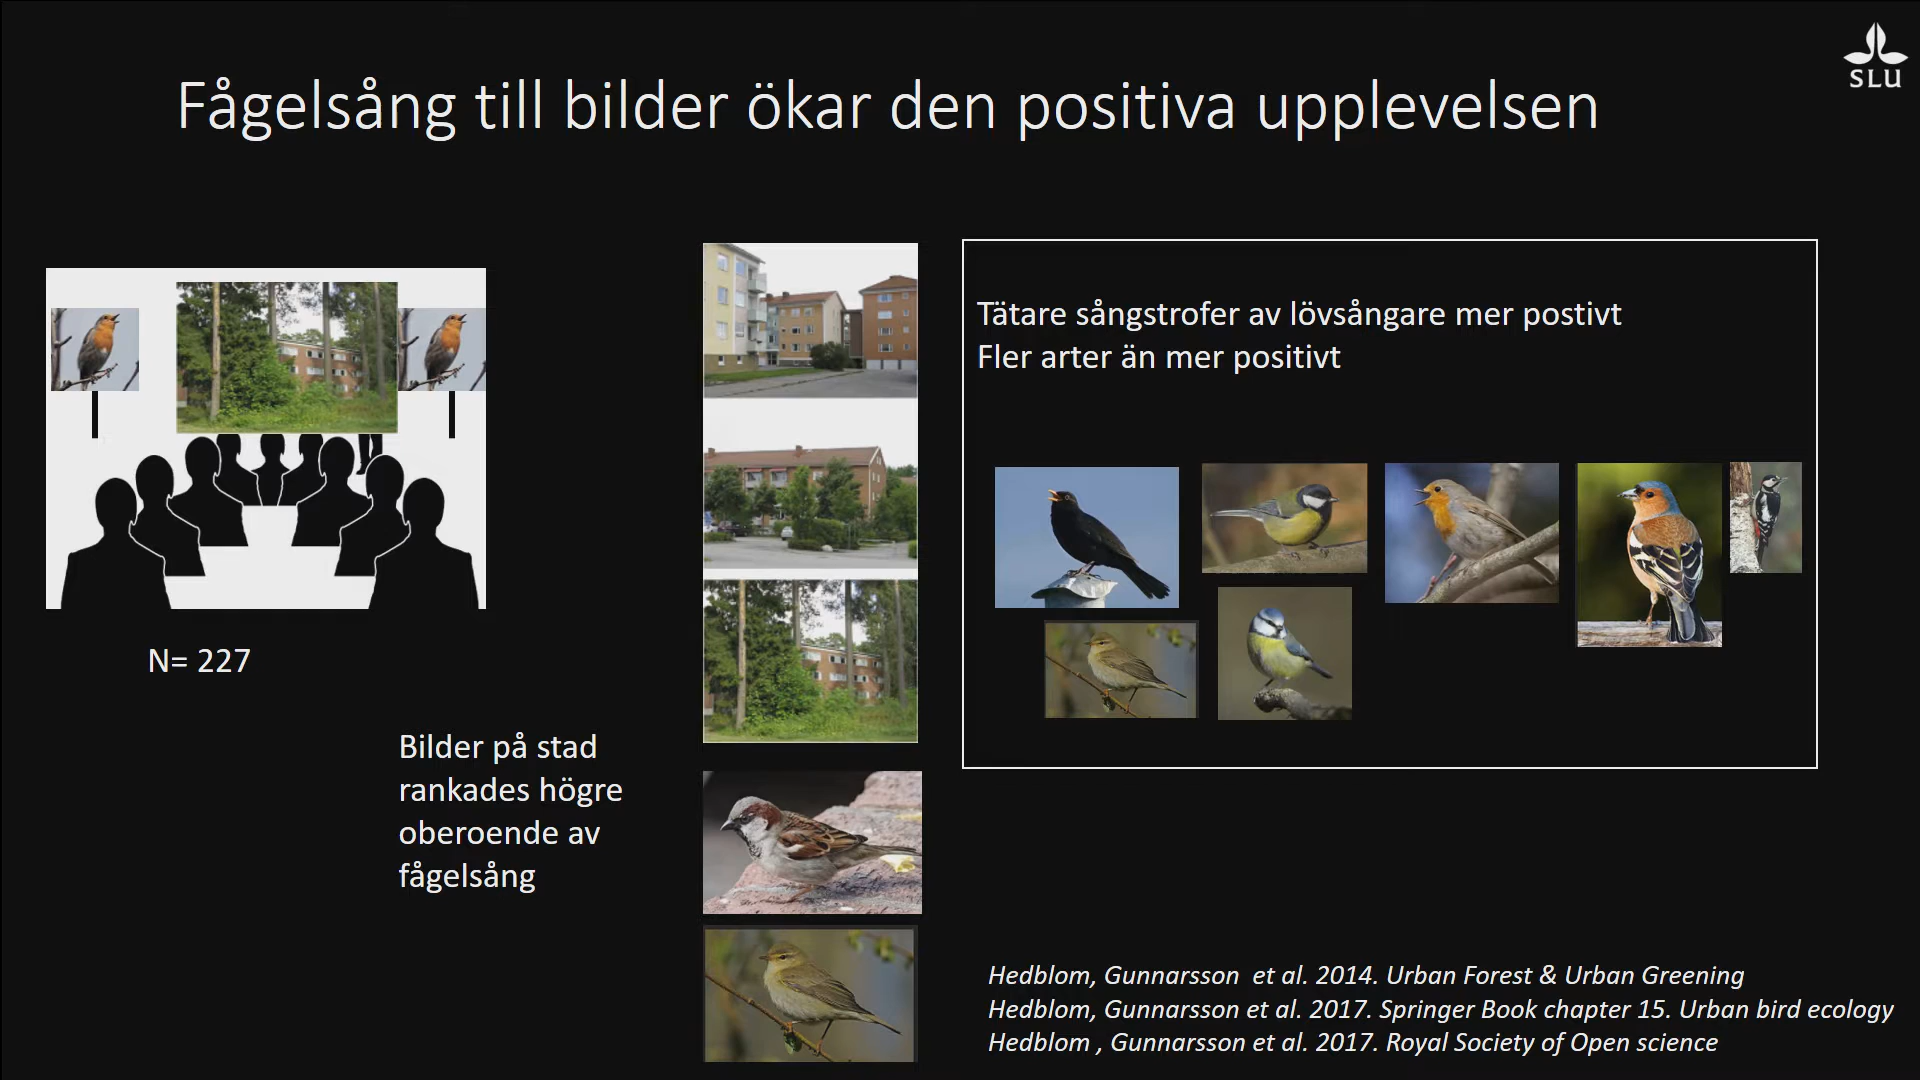 SLU
Fågelsång till bilder ökar den positiva upplevelsen
Tätare sångstrofer av lövsångare mer postivt
Fler arter än mer positivt
N= 227
Bilder på stad
rankades högre
oberoende av
fågelsång
Hedblom, Gunnarsson et al. 2014. Urban Forest & Urban Greening
Hedblom, Gunnarsson et al. 2017. Springer Book chapter 15. Urban bird ecology
Hedblom , Gunnarsson et al. 2017. Royal Society of Open science